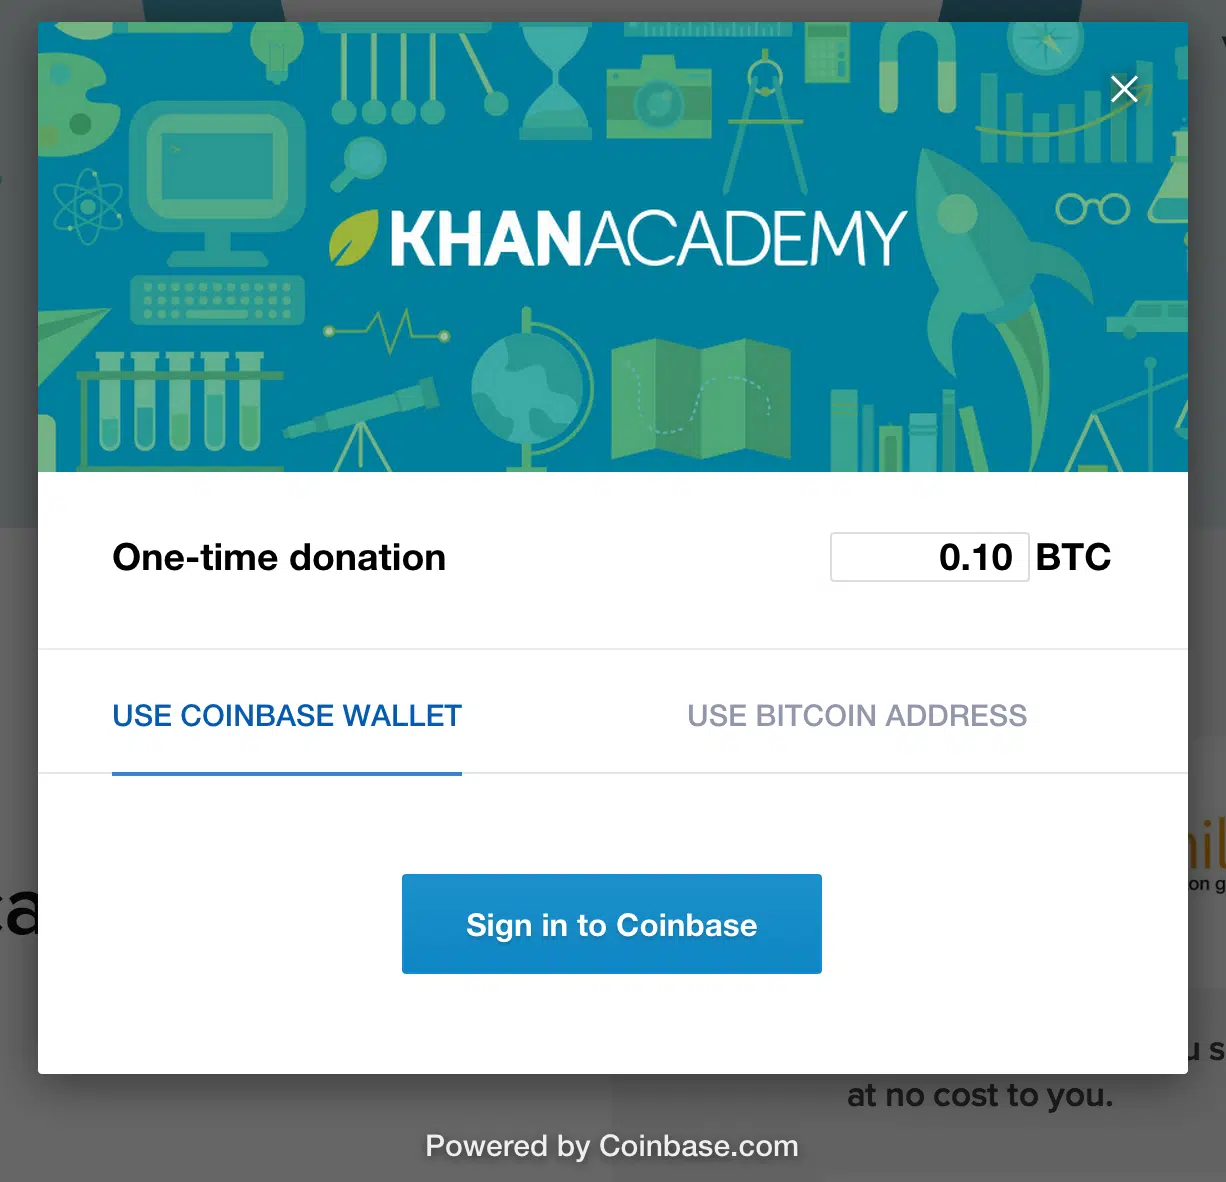 KHANACADEMY
One-time donation
0.10 BTC
USE COINBASE WALLET
USE BITCOIN ADDRESS
Sign in to Coinbase
at no cost to you.
Powered by Coinbase.com